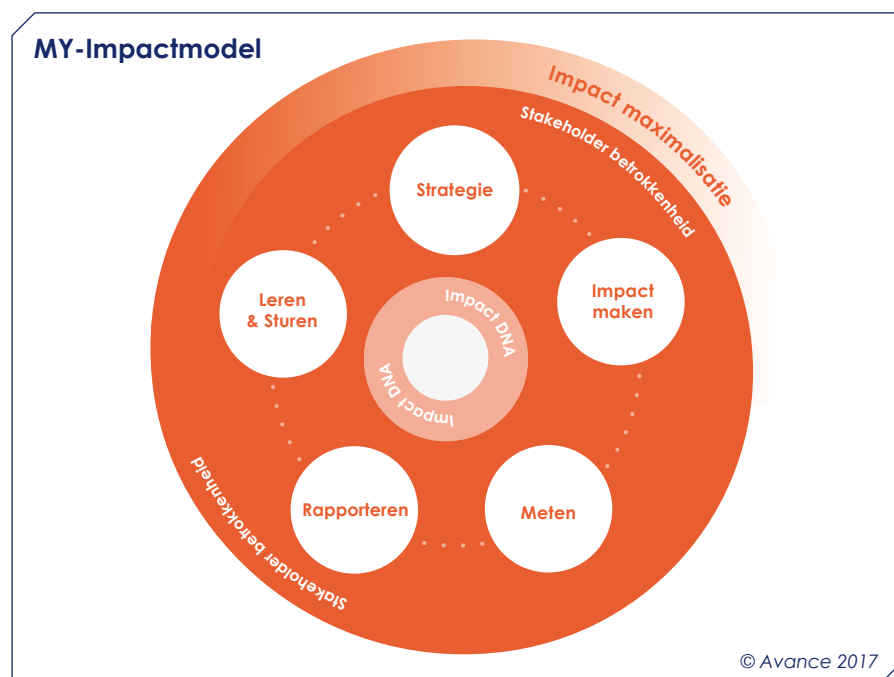 MY-Impactmodel
Impact maximalisatie
Stakeholder betrokkenheid
Strategie
Impact
maken
Leren
& Sturen
Impact DNA
Impact DNA
Rapporteren
Meten
Stakeholder betrokkenheid
© Avance 2017